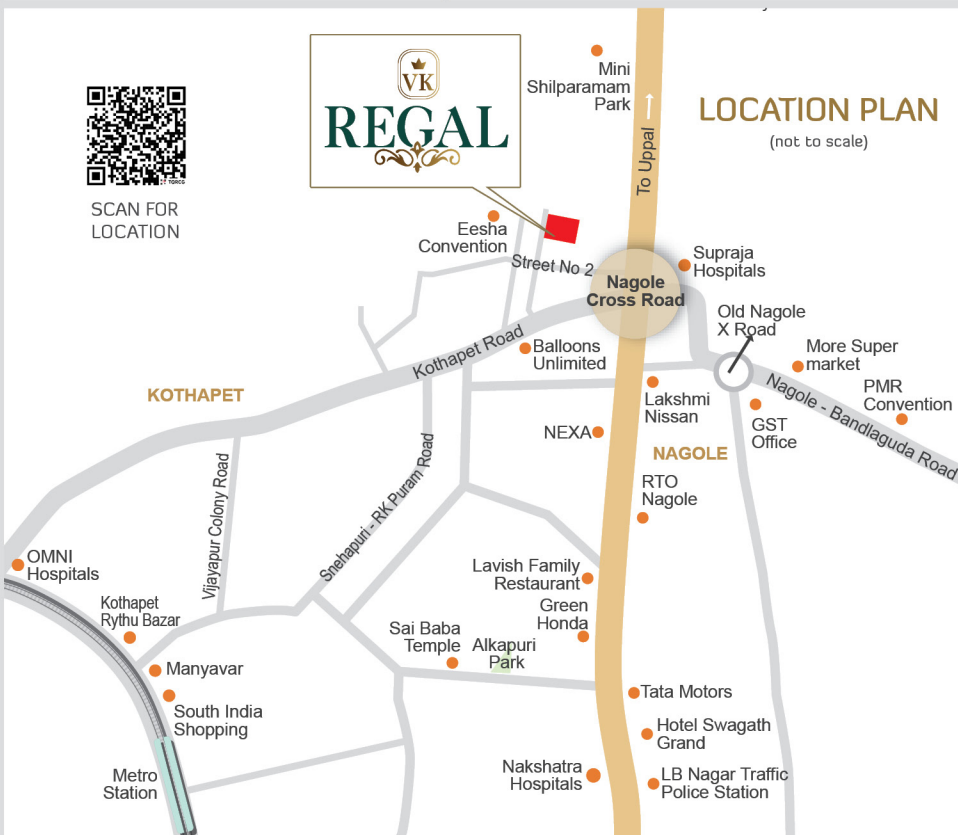 VK
REGAL
LOCATION PLAN
(not to scale)
SCAN FOR
LOCATION
TQRCG
Mini
Shilparamam
Park
To Uppal
Eesha
Convention
Street No 2
Nagole
Cross Road
Supraja
Hospitals
Old Nagole
X Road
More Super
market
PMR
Convention
Kothapet Road
Balloons
Unlimited
KOTHAPET
Lakshmi
Nissan
GST
Office
Nagole - Bandlaguda Road
NEXA
NAGOLE
RTO
Nagole
Vijayapur Colony Road
Snehapuri - RK Puram Road
OMNI
Hospitals
Lavish Family
Restaurant
Green
Honda
Kothapet
Rythu Bazar
Sai Baba
Temple
Alkapuri
Park
Manyavar
South India
Shopping
Tata Motors
Hotel Swagath
Grand
Metro
Station
Nakshatra
Hospitals
LB Nagar Traffic
Police Station